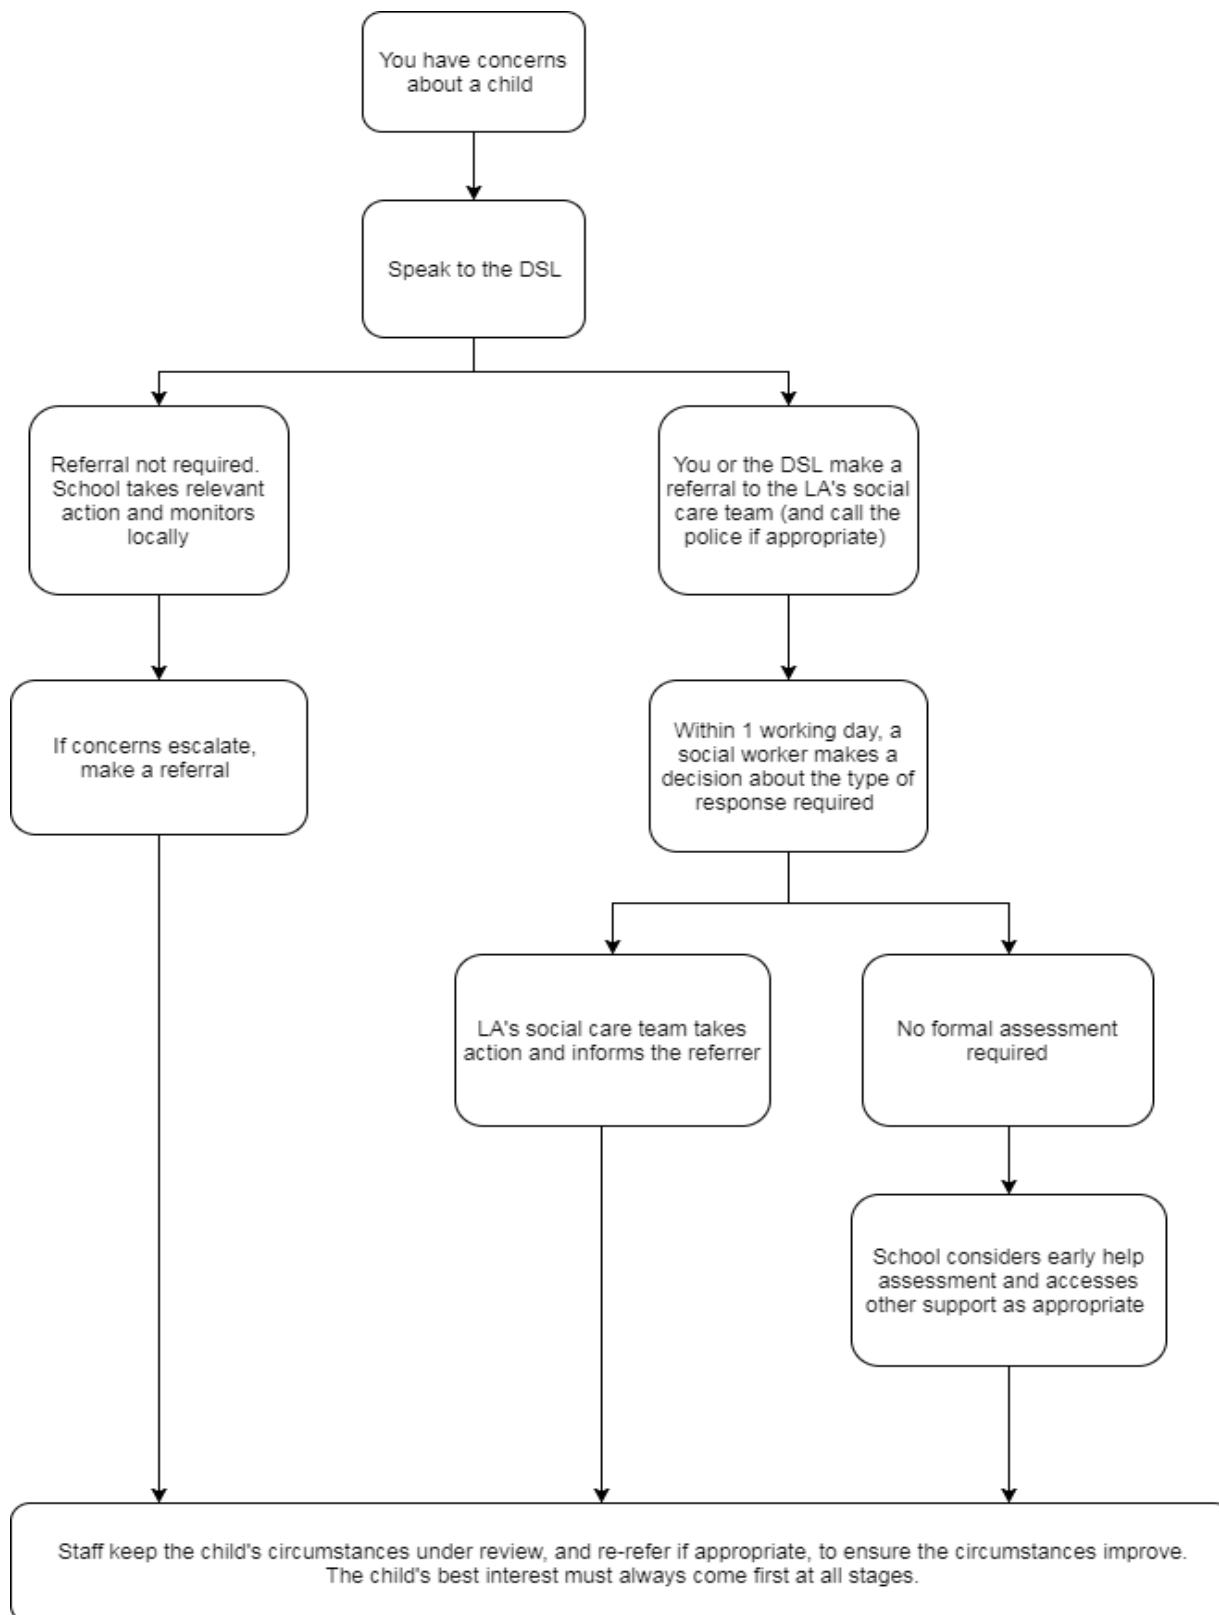 You have concerns
about a child
Speak to the DSL
Referral not required.
School takes relevant
action and monitors
locally
You or the DSL make a
referral to the LA's social
care team (and call the
police if appropriate)
If concerns escalate,
make a referral
Within 1 working day, a
social worker makes a
decision about the type of
response required
LA's social care team takes
action and informs the referrer
No formal assessment
required
School considers early help
assessment and accesses
other support as appropriate
Staff keep the child's circumstances under review, and re-refer if appropriate, to ensure the circumstances improve.
The child's best interest must always come first at all stages.